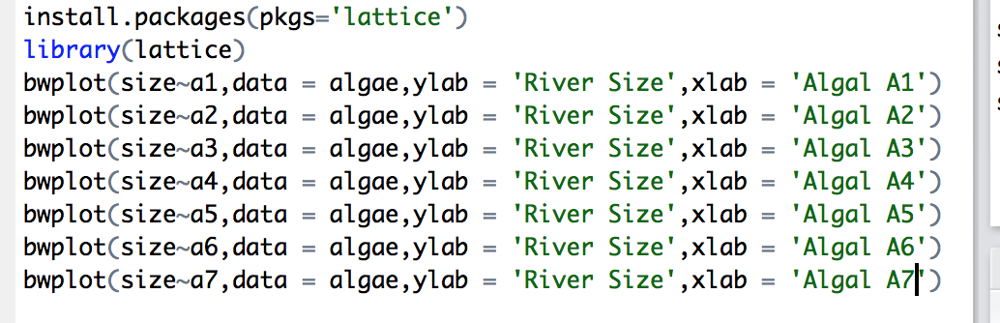 install.packages(pkgs='lattice')
library(lattice)
bwplot(size~a1,data = algae,ylab = 'River Size',xlab = 'Algal A1')
bwplot(size~a2,data = algae,ylab = 'River Size',xlab = 'Algal A2')
bwplot(size~a3,data = algae,ylab = 'River Size',xlab = 'Algal A3')
bwplot(size~a4,data = algae,ylab = 'River Size',xlab = 'Algal A4')
bwplot(size~a5,data = algae,ylab = 'River Size',xlab = 'Algal A5')
bwplot(size~a6,data = algae,ylab = 'River Size',xlab = 'Algal A6')
bwplot(size~a7,data = algae,ylab = 'River Size',xlab = 'Algal A7')